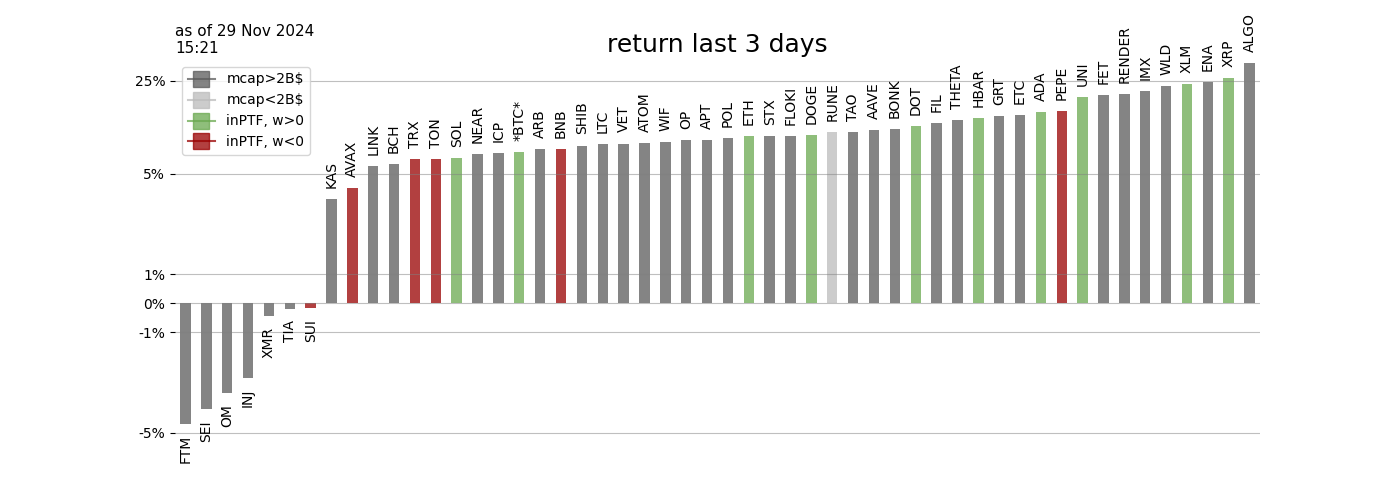 as of 29 Nov 2024
15:21
return last 3 days
mcap>2B$
mcap<2B$
inPTF, w>0
inPTF, w<0
25%
5%
1%
0%
-1%
-5%
FTM
SEI
OM
INJ
XMR
TIA
SUI
KAS
AVAX
LINK
BCH
TRX
TON
SOL
NEAR
ICP
*BTC*
ARB
BNB
SHIB
LTC
VET
ATOM
WIF
OP
APT
POL
ETH
STX
FLOKI
DOGE
RUNE
TAO
AAVE
BONK
DOT
FIL
THETA
HBAR
GRT
ETC
ADA
PEPE
UNI
FET
RENDER
IMX
WLD
XLM
ENA
XRP
ALGO